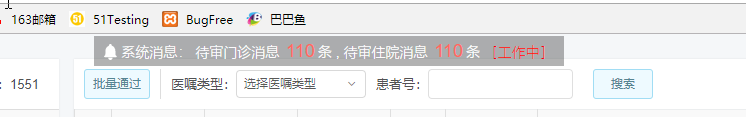 163邮箱 51Testing BugFree 巴巴鱼
系统消息： 待审门诊消息 110 条 , 待审住院消息 110 条 [工作中]
：1551 批量通过 医嘱类型： 选择医嘱类型 患者号： 搜索